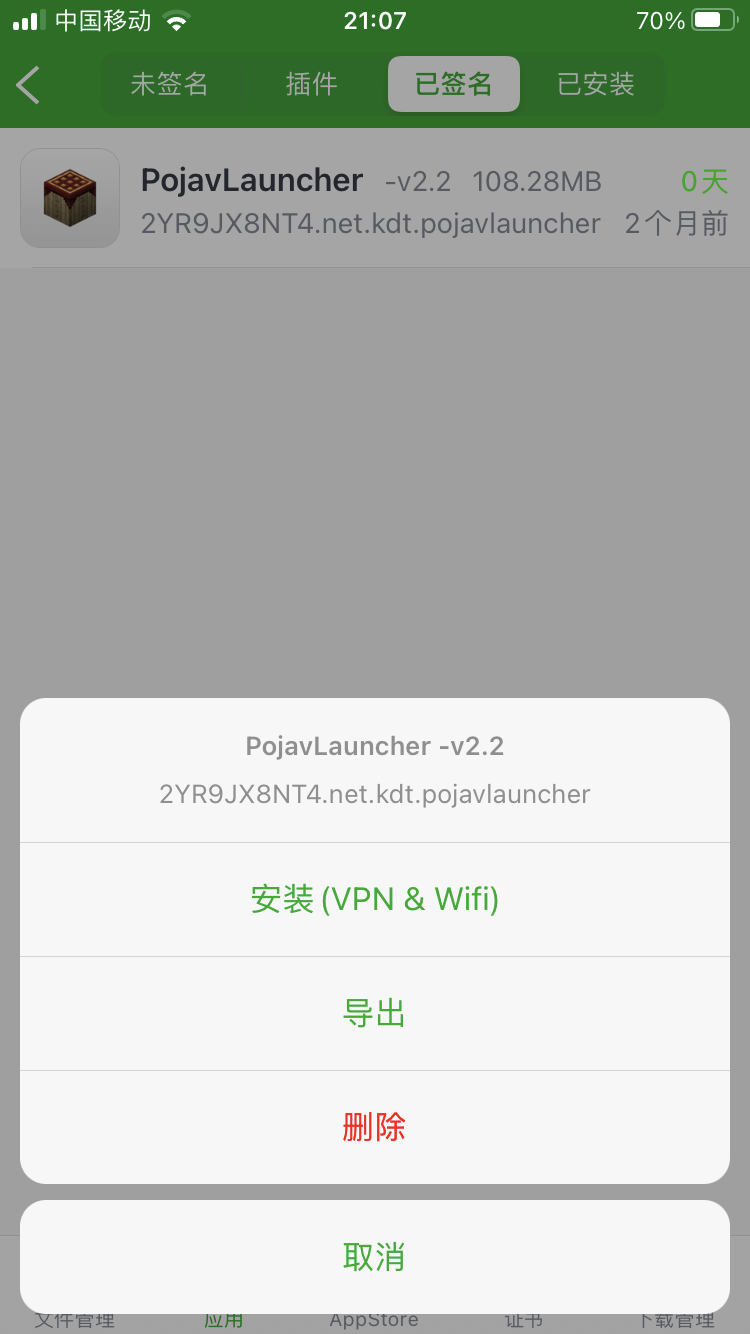 中国移动 21:07 70%
未签名 插件 已签名 已安装
PojavLauncher -v2.2 108.28MB 0天
2YR9JX8NT4.net.kdt.pojavlauncher 2个月前
PojavLauncher -v2.2
2YR9JX8NT4.net.kdt.pojavlauncher
安装(VPN & Wifi)
导出
删除
取消
文件管理 应用 AppStore 证书 下载管理